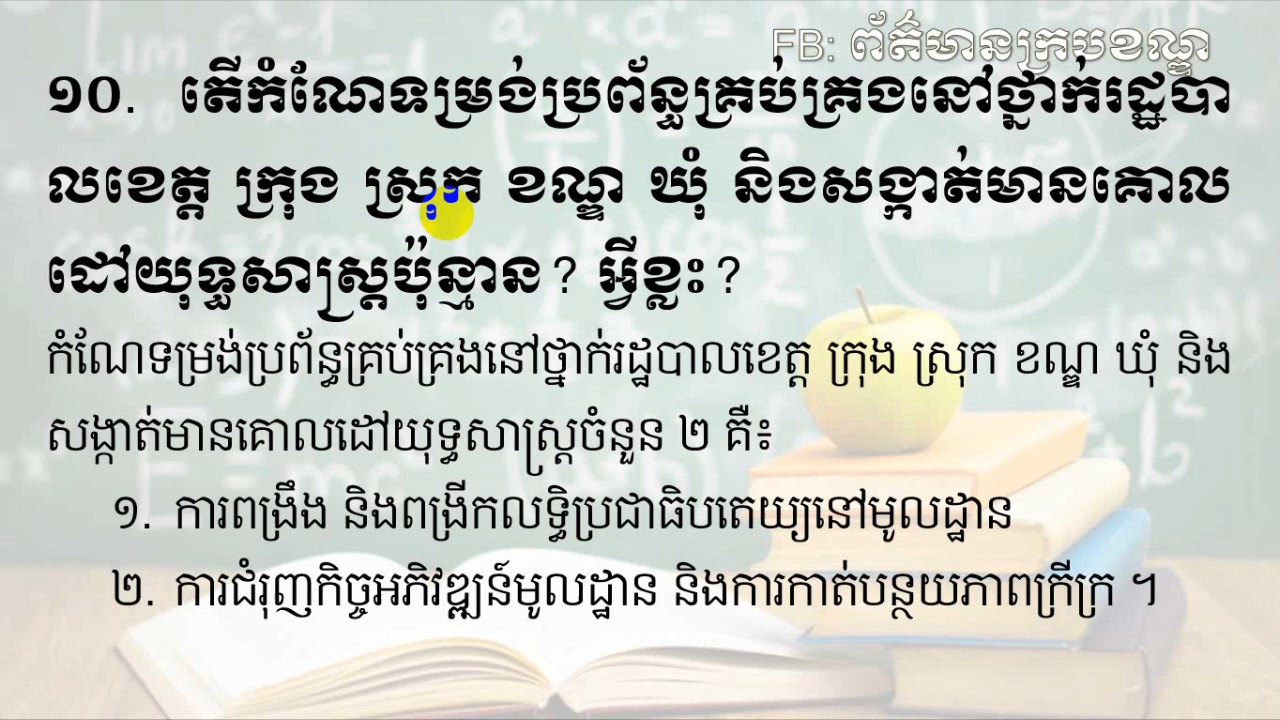 FB: ព័ត៌មានក្របខណ្ឌ
១០. តើកំណែទម្រង់ប្រព័ន្ធគ្រប់គ្រងនៅថ្នាក់រដ្ឋបា
លខេត្ត ក្រុង ស្រុក ខណ្ឌ ឃុំ និងសង្កាត់មានគោល
ដៅយុទ្ធសាស្ត្រប៉ុន្មាន? អ្វីខ្លះ?
កំណែទម្រង់ប្រព័ន្ធគ្រប់គ្រងនៅថ្នាក់រដ្ឋបាលខេត្ត ក្រុង ស្រុក ខណ្ឌ ឃុំ និង
សង្កាត់មានគោលដៅយុទ្ធសាស្ត្រចំនួន ២ គឺ៖
១. ការពង្រឹង និងពង្រីកលទ្ធិប្រជាធិបតេយ្យនៅមូលដ្ឋាន
២. ការជំរុញកិច្ចអភិវឌ្ឍន៍មូលដ្ឋាន និងការកាត់បន្ថយភាពក្រីក្រ ។